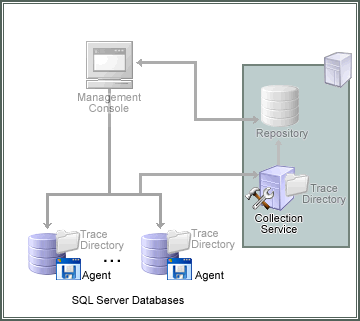 Management
Console
Repository
Trace
Directory
Collection
Service
Trace
Directory
...
Trace
Directory
Agent
Agent
SQL Server Databases